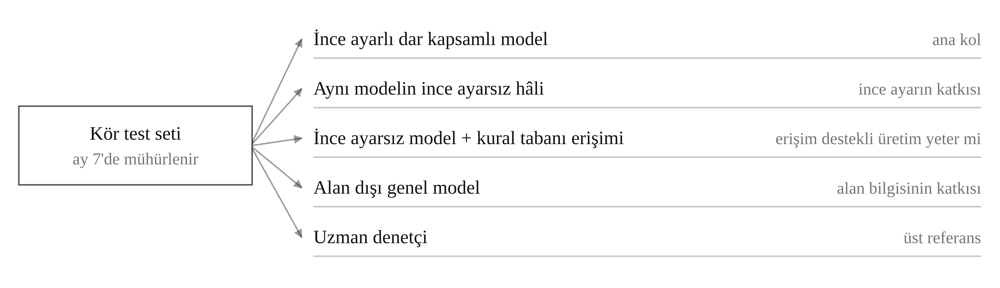 İnce ayarlı dar kapsamlı model ana kol
Aynı modelin ince ayarsız hâli ince ayarın katkısı
Kör test seti
ay 7'de mühürlenir
İnce ayarsız model + kural tabanı erişimi erişim destekli üretim yeter mi
Alan dışı genel model alan bilgisinin katkısı
Uzman denetçi üst referans